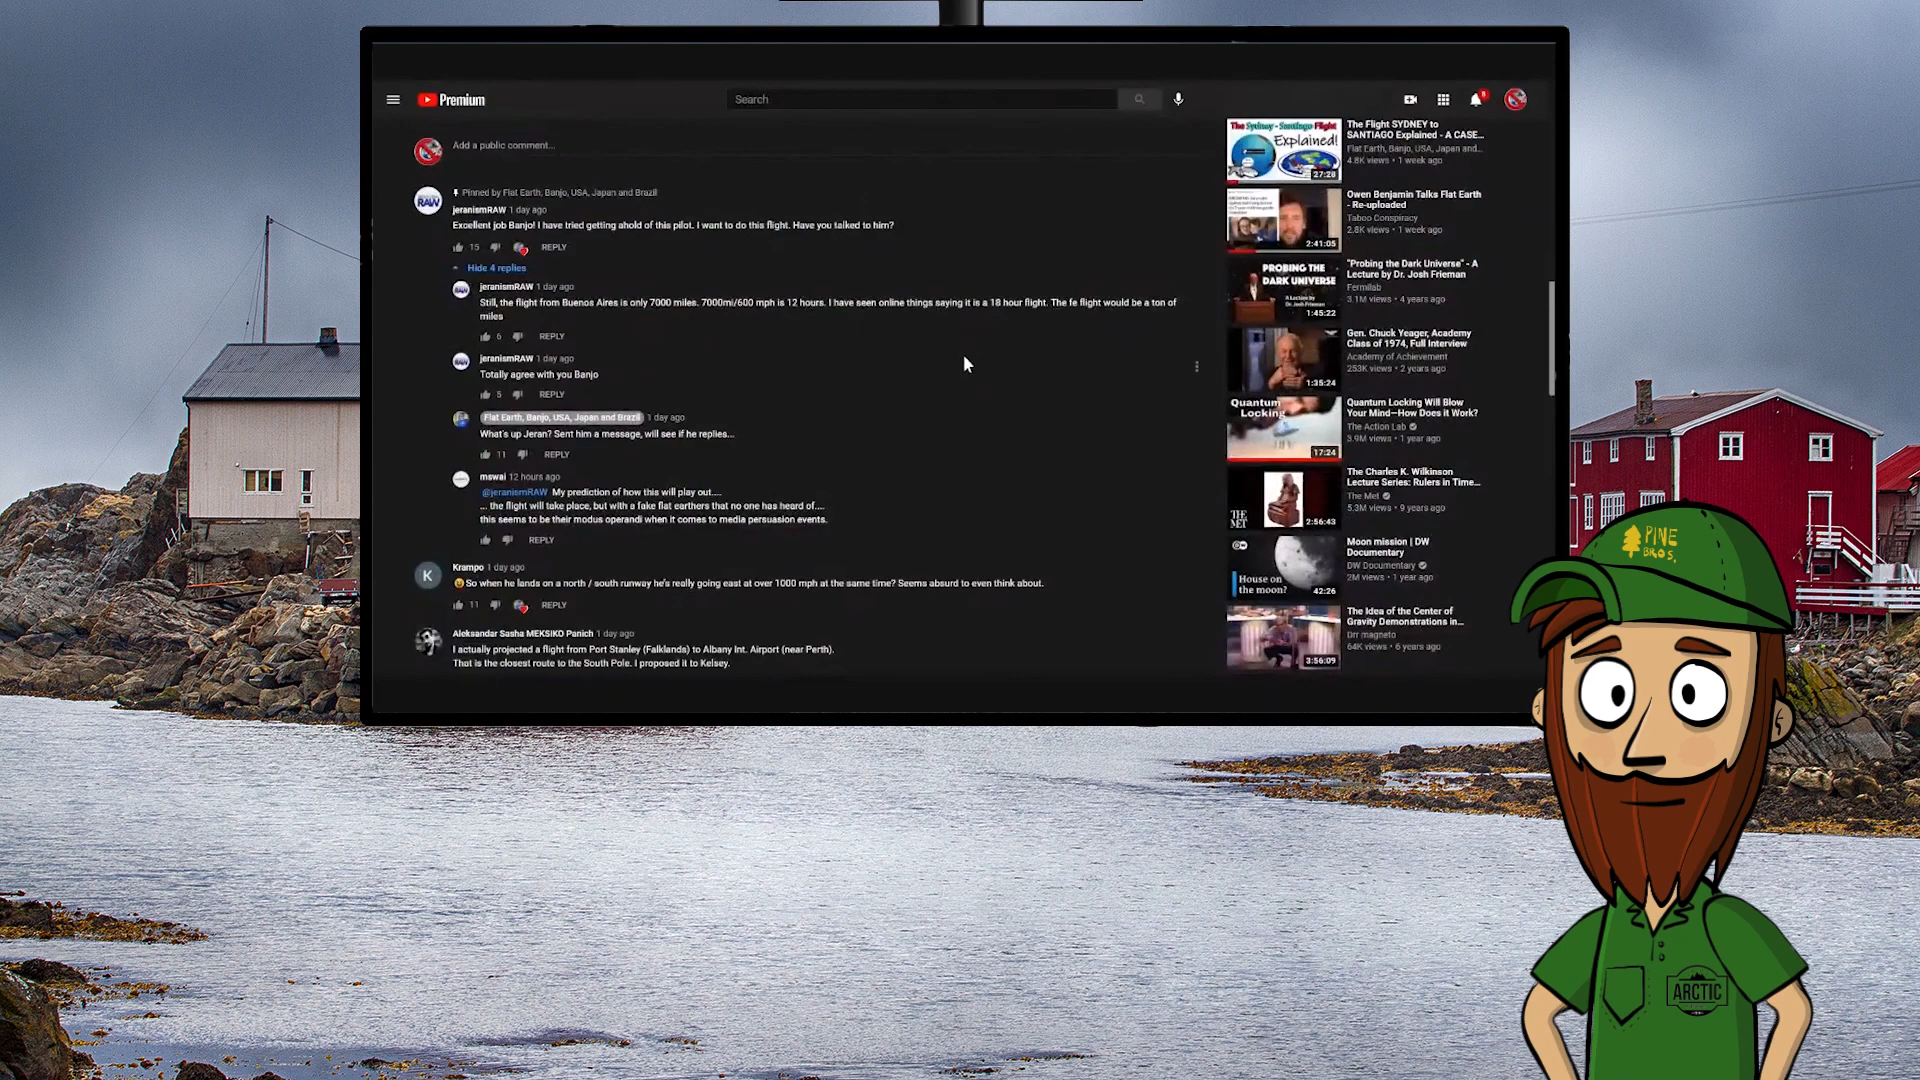 Premium
Search
8
Add a public comment...
Pinned by Flat Earth, Banjo, USA, Japan and Brazil
RAW
jeranismRAW 1 day ago
Excellent job Banjo! I have tried getting ahold of this pilot. I want to do this flight. Have you talked to him?
15 REPLY
Hide 4 replies
jeranismRAW 1 day ago
Still, the flight from Buenos Aires is only 7000 miles. 7000mi/600 mph is 12 hours. I have seen online things saying it is a 18 hour flight. The fe flight would be a ton of
miles
6 REPLY
jeranismRAW 1 day ago
Totally agree with you Banjo
5 REPLY
Flat Earth, Banjo, USA, Japan and Brazil 1 day ago
What's up Jeran? Sent him a message, will see if he replies...
11 REPLY
mswai 12 hours ago
@jeranismRAW My prediction of how this will play out....
... the flight will take place, but with a fake flat earthers that no one has heard of....
this seems to be their modus operandi when it comes to media persuasion events.
REPLY
K
Krampo 1 day ago
So when he lands on a north / south runway he's really going east at over 1000 mph at the same time? Seems absurd to even think about.
11 REPLY
Aleksandar Sasha MEKSIKO Panich 1 day ago
I actually projected a flight from Port Stanley (Falklands) to Albany Int. Airport (near Perth).
That is the closest route to the South Pole. I proposed it to Kelsey.
The Sydney - Santiago Flight
Explained!
27:28
The Flight SYDNEY to
SANTIAGO Explained - A CASE...
Flat Earth, Banjo, USA, Japan and...
4.8K views • 1 week ago
2:41:05
Owen Benjamin Talks Flat Earth
- Re-uploaded
Taboo Conspiracy
2.8K views • 1 week ago
PROBING THE
DARK UNIVERSE
A Lecture by
Dr. Josh Frieman
1:45:22
"Probing the Dark Universe" - A
Lecture by Dr. Josh Frieman
Fermilab
3.1M views • 4 years ago
1:35:24
Gen. Chuck Yeager, Academy
Class of 1974, Full Interview
Academy of Achievement
253K views • 2 years ago
Quantum
Locking
17:24
Quantum Locking Will Blow
Your Mind—How Does it Work?
The Action Lab
3.9M views • 1 year ago
THE
MET
2:56:43
The Charles K. Wilkinson
Lecture Series: Rulers in Time...
The Met
5.3M views • 9 years ago
House on
the moon?
42:26
Moon mission | DW
Documentary
DW Documentary
2M views • 1 year ago
3:56:09
The Idea of the Center of
Gravity Demonstrations in...
Drr magneto
64K views • 6 years ago
PINE
BROS.
ARCTIC